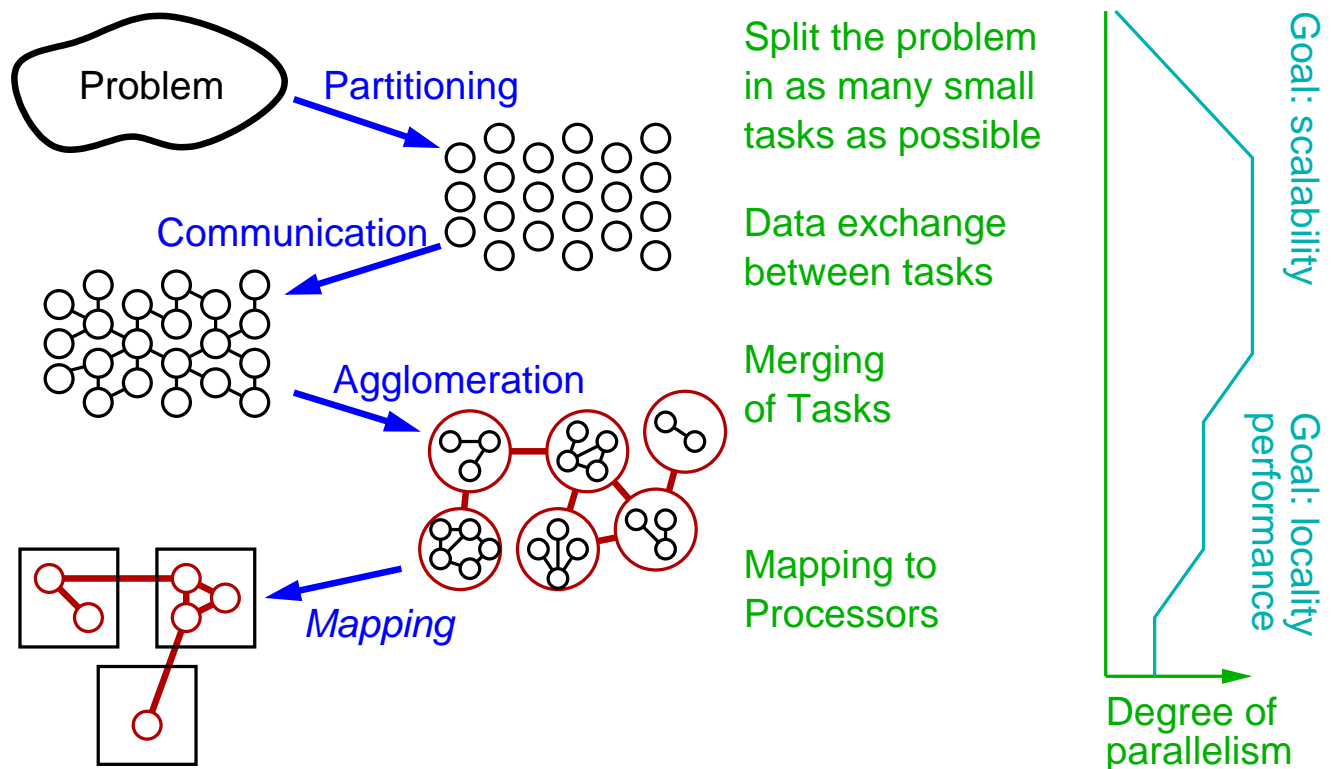 Problem
Partitioning
Split the problem
in as many small
tasks as possible
Communication
Data exchange
between tasks
Agglomeration
Merging
of Tasks
Mapping
Mapping to
Processors
Goal: scalability
Goal: locality
performance
Degree of
parallelism